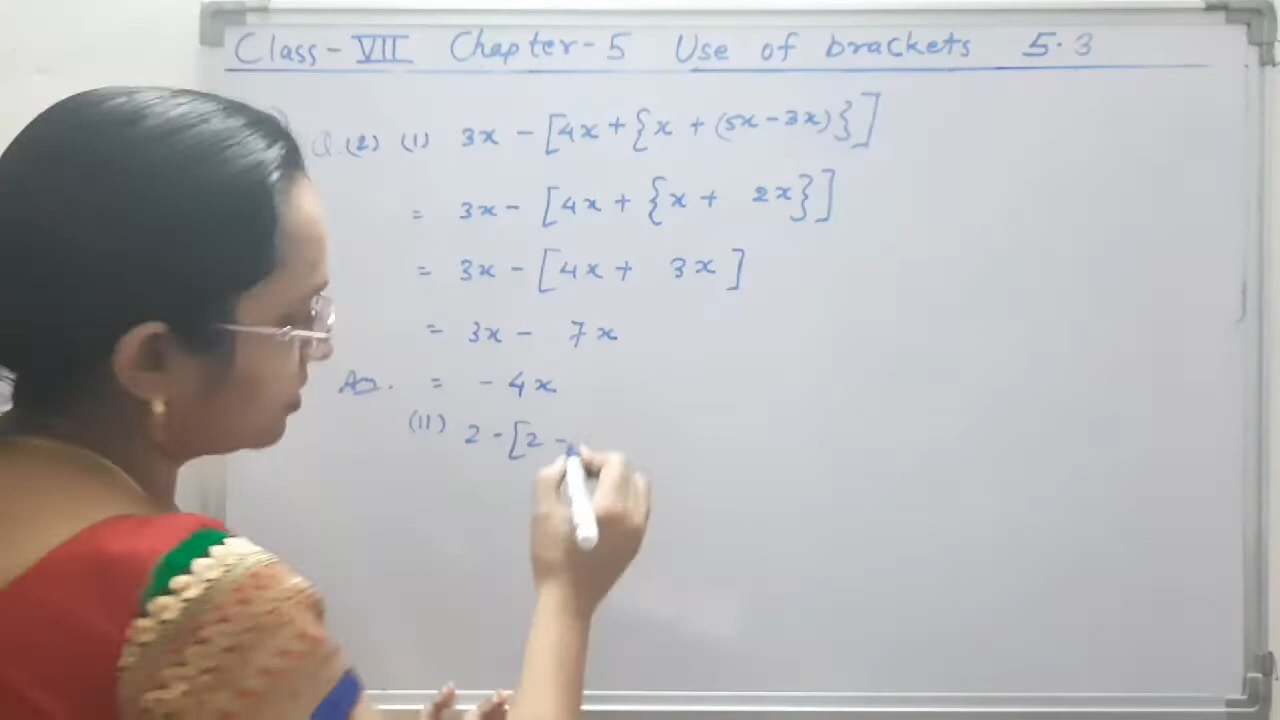 Class-VII Chapter-5 Use of brackets 5.3
Q.(2) (I) 3x - [4x + {x + (5x - 3x)}]
= 3x - [4x + {x + 2x}]
= 3x - [4x + 3x]
= 3x - 7x
An. = - 4x
(II) 2 - [2 -